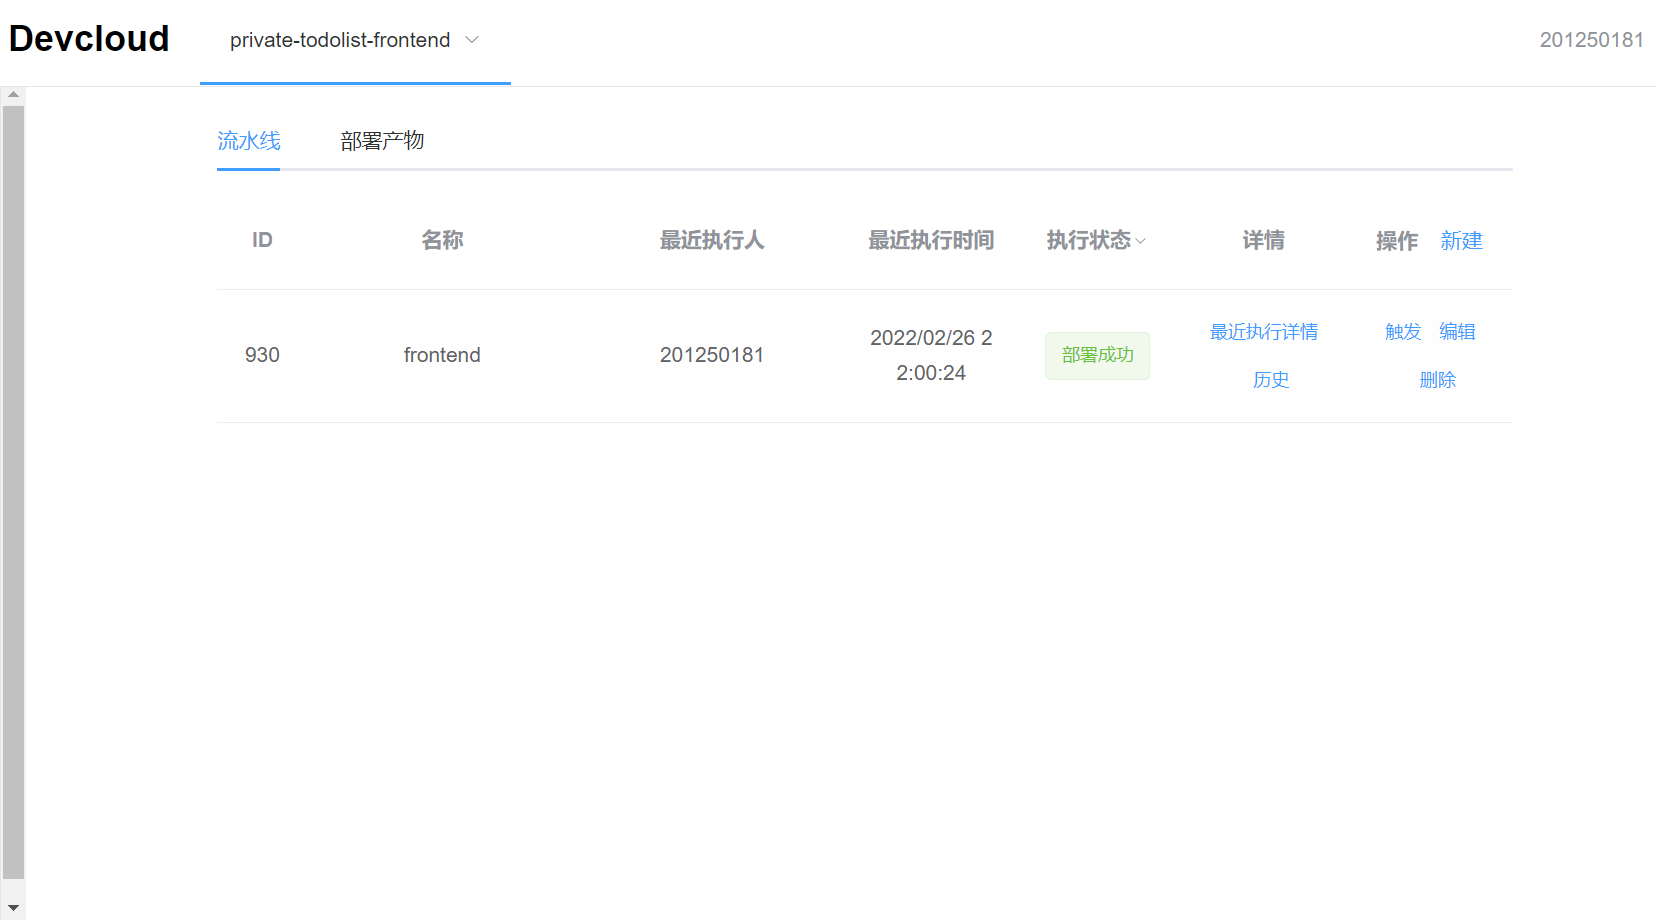 Devcloud
private-todolist-frontend
201250181
流水线
部署产物
ID
名称
最近执行人
最近执行时间
执行状态
详情
操作 新建
930
frontend
201250181
2022/02/26 2
2:00:24
部署成功
最近执行详情
历史
触发 编辑
删除